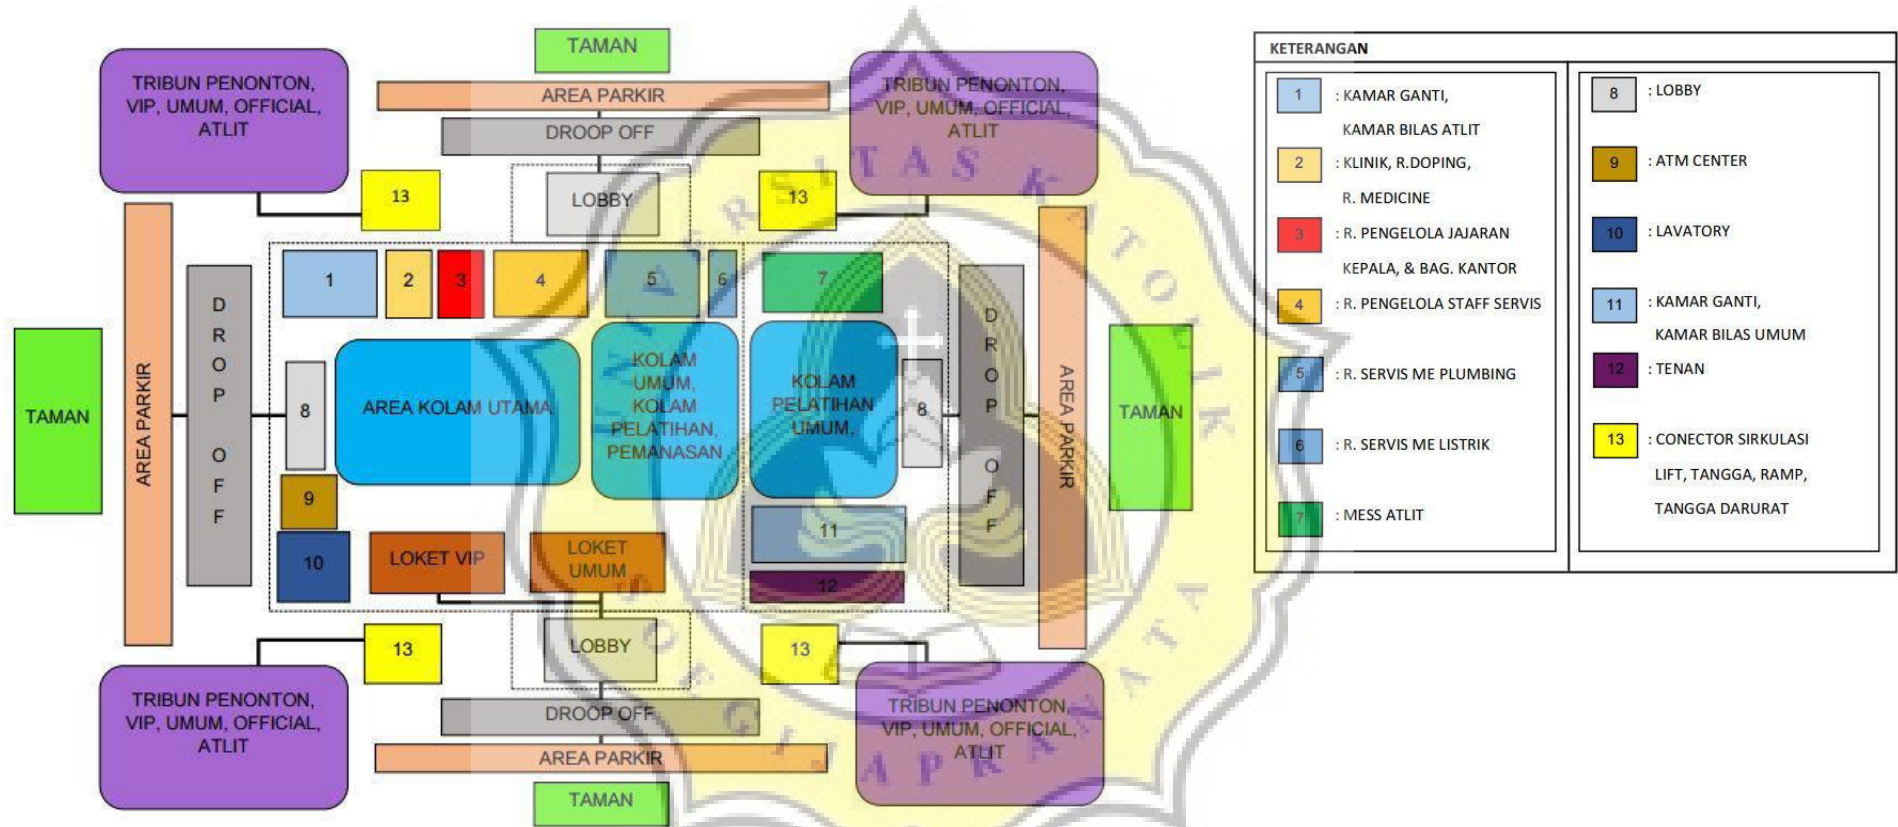 TAMAN
TRIBUN PENONTON,
VIP, UMUM, OFFICIAL,
ATLIT
AREA PARKIR
DROOP OFF
TRIBUN PENONTON,
VIP, UMUM, OFFICIAL,
ATLIT
13
LOBBY
13
1
2
3
4
5
6
7
TAMAN
AREA PARKIR
DROP OFF
8
AREA KOLAM UTAMA
KOLAM
UMUM,
KOLAM
PELATIHAN,
PEMANASAN
KOLAM
PELATIHAN
UMUM,
8
DROP OFF
AREA PARKIR
TAMAN
9
10
LOKET VIP
LOKET
UMUM
11
12
13
LOBBY
13
TRIBUN PENONTON,
VIP, UMUM, OFFICIAL,
ATLIT
DROOP OFF
AREA PARKIR
TAMAN
TRIBUN PENONTON,
VIP, UMUM, OFFICIAL,
ATLIT
KETERANGAN
1 : KAMAR GANTI,
KAMAR BILAS ATLIT
2 : KLINIK, R.DOPING,
R. MEDICINE
3 : R. PENGELOLA JAJARAN
KEPALA, & BAG. KANTOR
4 : R. PENGELOLA STAFF SERVIS
5 : R. SERVIS ME PLUMBING
6 : R. SERVIS ME LISTRIK
7 : MESS ATLIT
8 : LOBBY
9 : ATM CENTER
10 : LAVATORY
11 : KAMAR GANTI,
KAMAR BILAS UMUM
12 : TENAN
13 : CONECTOR SIRKULASI
LIFT, TANGGA, RAMP,
TANGGA DARURAT
UNIVERSITAS KATOLIK
SOEGIJAPRANATA